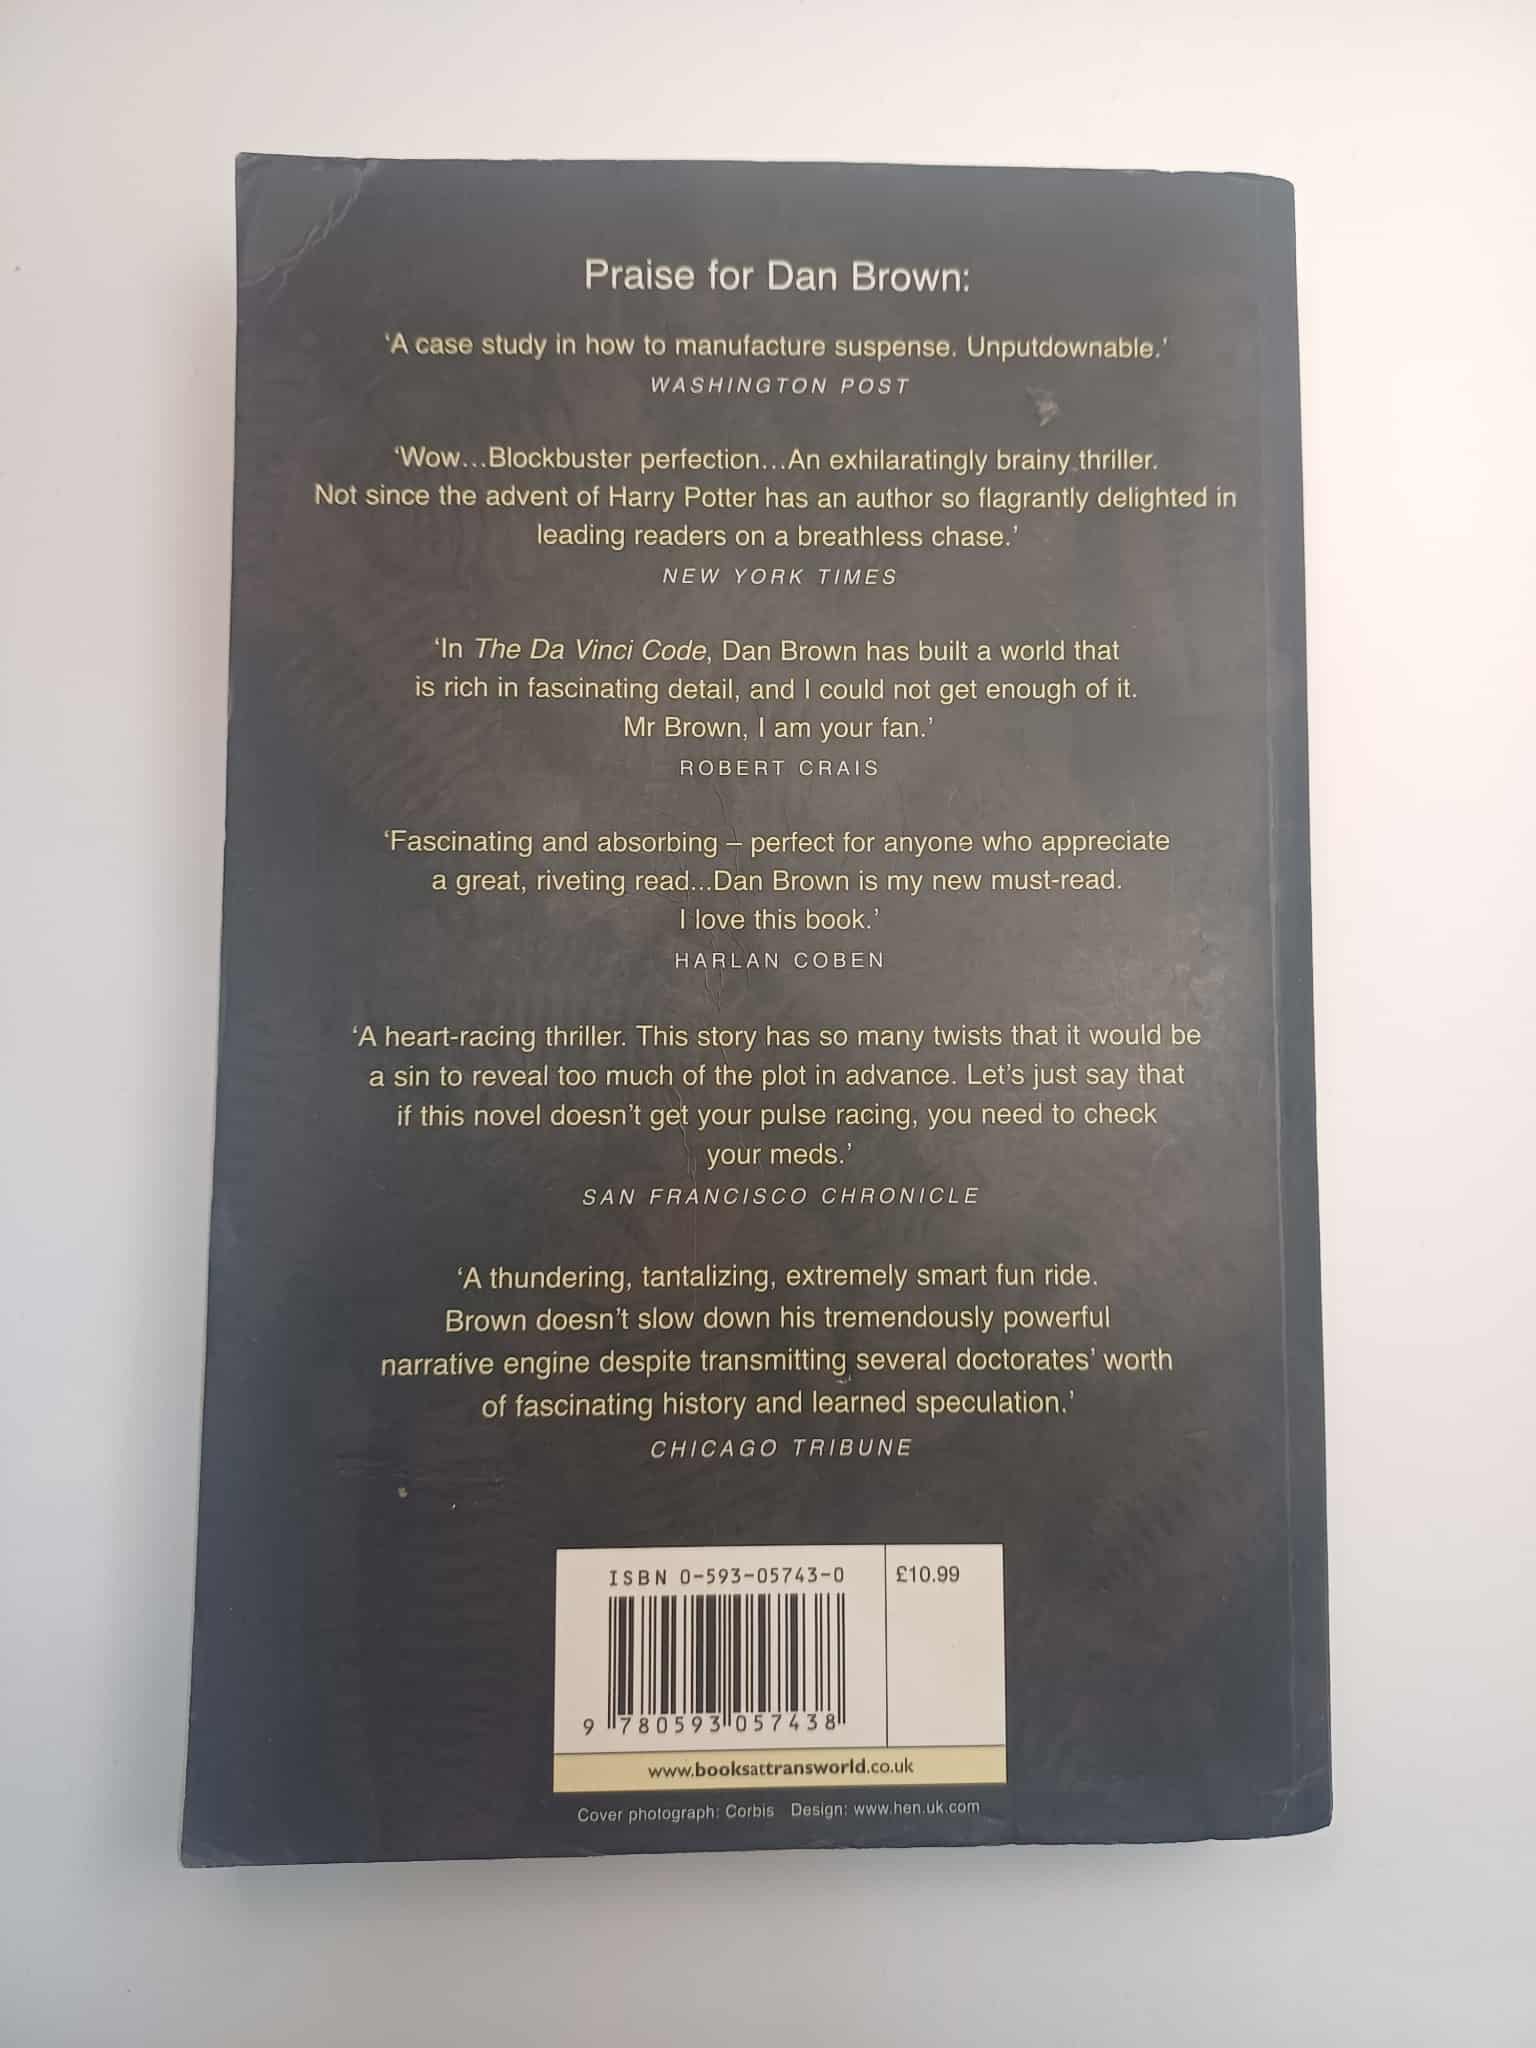 Praise for Dan Brown:
‘A case study in how to manufacture suspense. Unputdownable.’
WASHINGTON POST
‘Wow...Blockbuster perfection...An exhilaratingly brainy thriller.
Not since the advent of Harry Potter has an author so flagrantly delighted in
leading readers on a breathless chase.’
NEW YORK TIMES
‘In The Da Vinci Code, Dan Brown has built a world that
is rich in fascinating detail, and I could not get enough of it.
Mr Brown, I am your fan.’
ROBERT CRAIS
‘Fascinating and absorbing – perfect for anyone who appreciate
a great, riveting read...Dan Brown is my new must-read.
I love this book.’
HARLAN COBEN
‘A heart-racing thriller. This story has so many twists that it would be
a sin to reveal too much of the plot in advance. Let’s just say that
if this novel doesn’t get your pulse racing, you need to check
your meds.’
SAN FRANCISCO CHRONICLE
‘A thundering, tantalizing, extremely smart fun ride.
Brown doesn’t slow down his tremendously powerful
narrative engine despite transmitting several doctorates’ worth
of fascinating history and learned speculation.’
CHICAGO TRIBUNE
ISBN 0-593-05743-0
£10.99
9 780593 057438
www.booksattransworld.co.uk
Cover photograph: Corbis Design: www.hen.uk.com